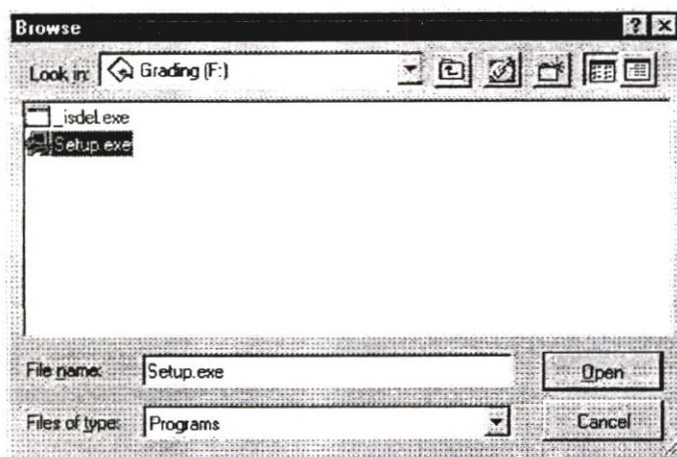 Browse
Look in: Grading (F:)
_isdel.exe
Setup.exe
File name: Setup.exe Open
Files of type: Programs Cancel